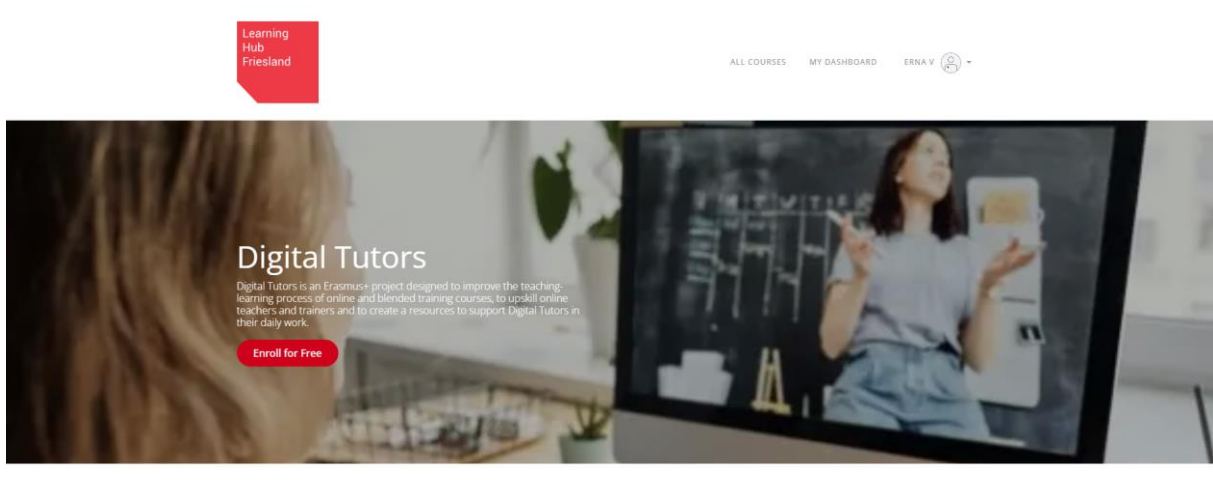 Learning
Hub
Friesland
ALL COURSES MY DASHBOARD ERNA V
Digital Tutors
Digital Tutors is an Erasmus+ project designed to improve the teaching-
learning process of online and blended training courses, to upskill online
teachers and trainers and to create a resources to support Digital Tutors in
their daily work.
Enroll for Free